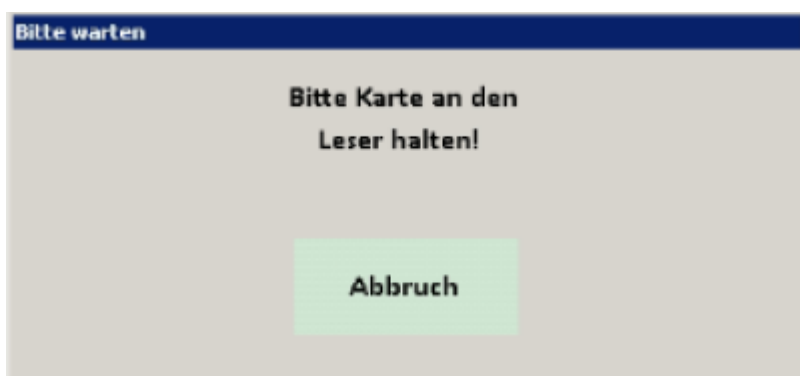 Bitte warten
Bitte Karte an den
Leser halten!
Abbruch